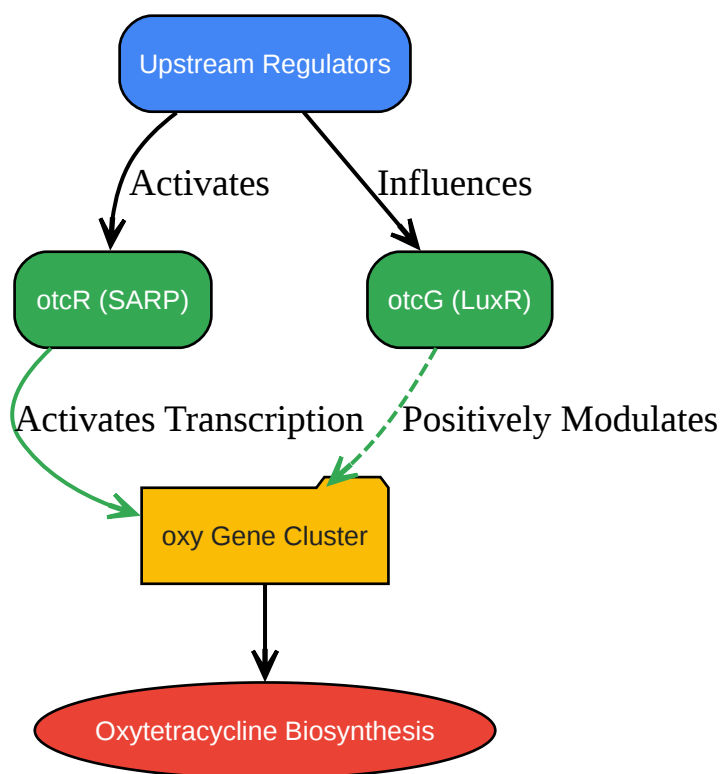 Upstream Regulators
Activates
Influences
otcR (SARP)
otcG (LuxR)
Activates Transcription
Positively Modulates
oxy Gene Cluster
Oxytetracycline Biosynthesis